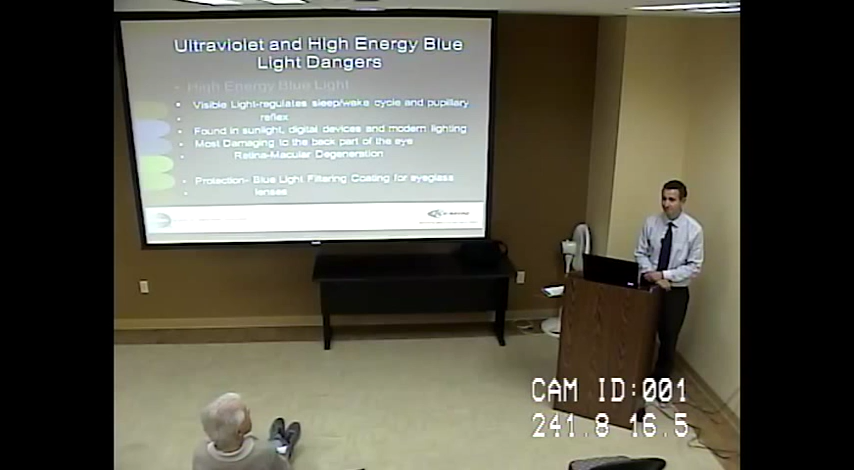 Ultraviolet and High Energy Blue
Light Dangers
High Energy Blue Light
Visible Light-regulates sleep/wake cycle and pupillary
reflex
Found in sunlight, digital devices and modern lighting
Most Damaging to the back part of the eye
Retina-Macular Degeneration
Protection- Blue Light Filtering Coating for eyeglass
lenses
CAM ID:001
241.8 16.5